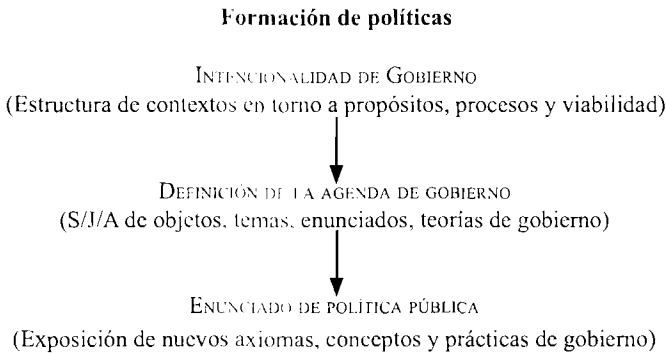 Formación de políticas
INTENCIONALIDAD DE GOBIERNO
(Estructura de contextos en torno a propósitos, procesos y viabilidad)
DEFINICIÓN DE LA AGENDA DE GOBIERNO
(S/J/A de objetos, temas, enunciados, teorías de gobierno)
ENUNCIADO DE POLÍTICA PÚBLICA
(Exposición de nuevos axiomas, conceptos y prácticas de gobierno)